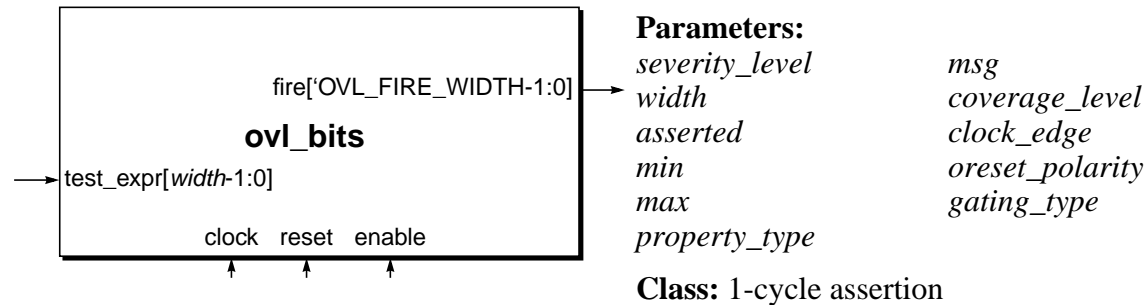 fire['OVL_FIRE_WIDTH-1:0]
ovl_bits
test_expr[width-1:0]
clock reset enable
Parameters:
severity_level msg
width coverage_level
asserted clock_edge
min oreset_polarity
max gating_type
property_type
Class: 1-cycle assertion